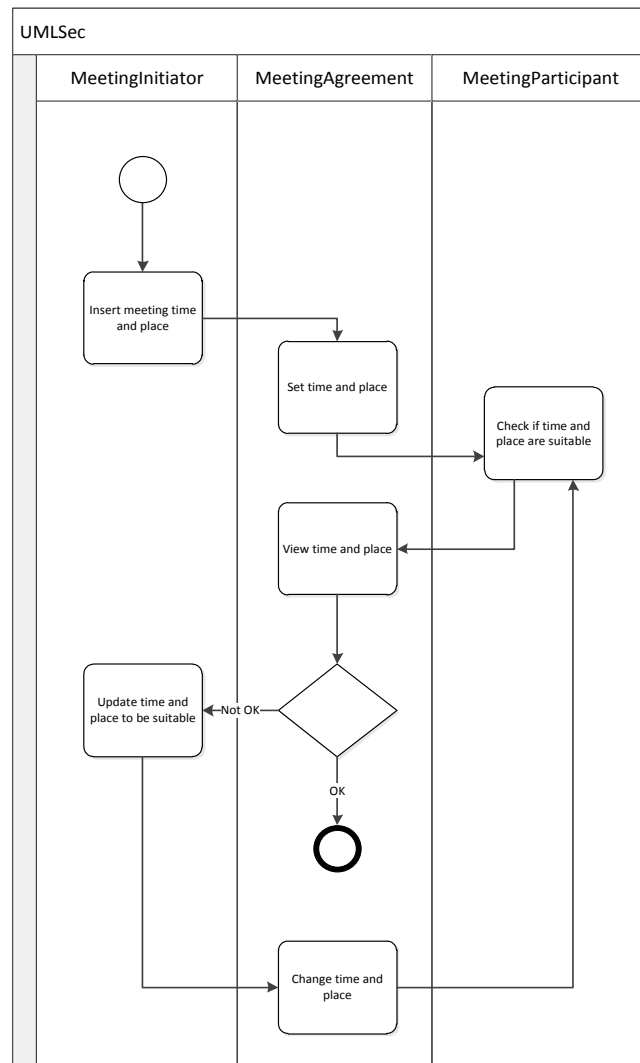 UMLSec
MeetingInitiator
MeetingAgreement
MeetingParticipant
Insert meeting time
and place
Set time and place
Check if time and
place are suitable
View time and place
Update time and
place to be suitable
Not OK
OK
Change time and
place